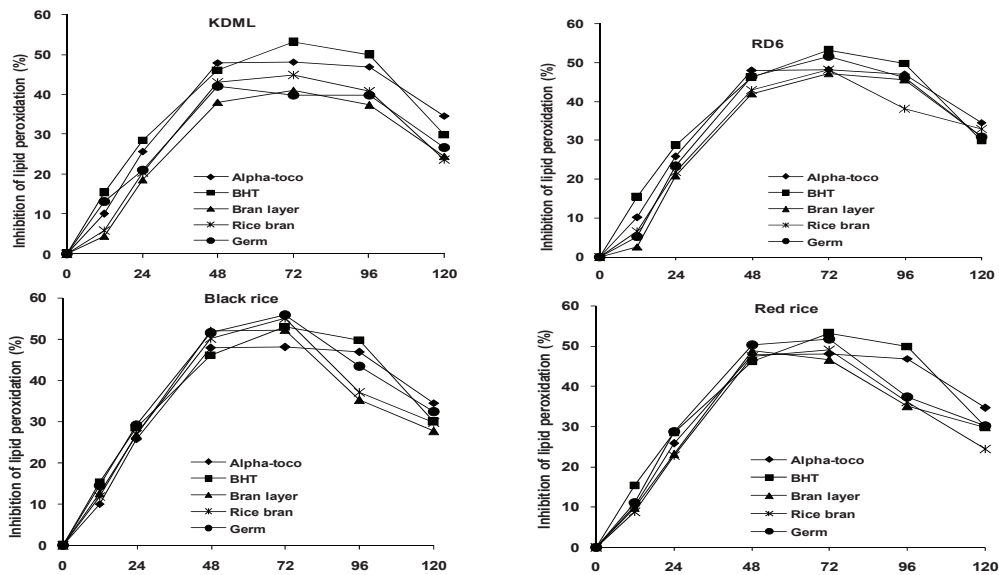 KDML
Inhibition of lipid peroxidation (%)
60
50
40
30
20
10
0
Alpha-toco
BHT
Bran layer
Rice bran
Germ
0 24 48 72 96 120
RD6
Inhibition of lipid peroxidation (%)
60
50
40
30
20
10
0
Alpha-toco
BHT
Bran layer
Rice bran
Germ
0 24 48 72 96 120
Black rice
Inhibition of lipid peroxidation (%)
60
50
40
30
20
10
0
Alpha-toco
BHT
Bran layer
Rice bran
Germ
0 24 48 72 96 120
Red rice
Inhibition of lipid peroxidation (%)
60
50
40
30
20
10
0
Alpha-toco
BHT
Bran layer
Rice bran
Germ
0 24 48 72 96 120